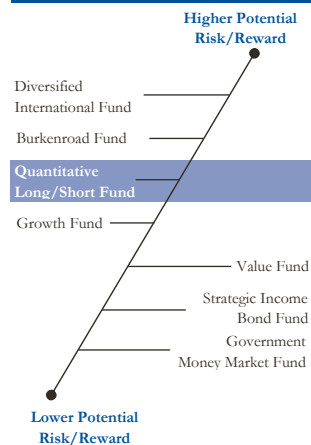 Higher Potential
Risk/Reward
Diversified
International Fund
Burkenroad Fund
Quantitative
Long/Short Fund
Growth Fund
Value Fund
Strategic Income
Bond Fund
Government
Money Market Fund
Lower Potential
Risk/Reward